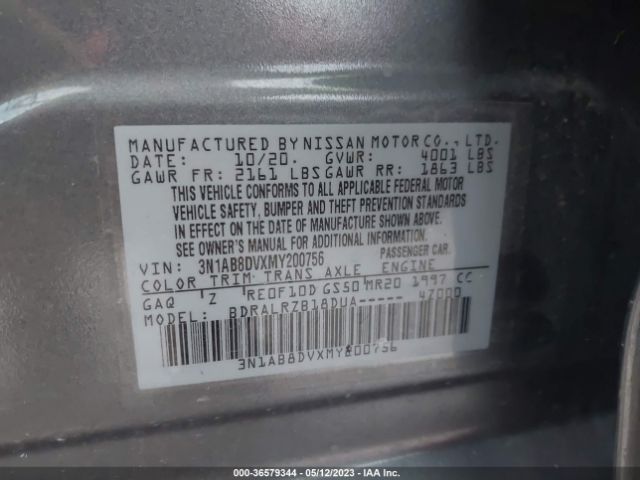 MANUFACTURED BY NISSAN MOTOR CO., LTD.
DATE: 10/20. GVWR: 4001 LBS
GAWR FR: 2161 LBS GAWR RR: 1863 LBS
THIS VEHICLE CONFORMS TO ALL APPLICABLE FEDERAL MOTOR
VEHICLE SAFETY, BUMPER AND THEFT PREVENTION STANDARDS
IN EFFECT ON THE DATE OF MANUFACTURE SHOWN ABOVE.
SEE OWNER'S MANUAL FOR ADDITIONAL INFORMATION.
VIN: 3N1AB8DVXMY200756 PASSENGER CAR.
COLOR TRIM TRANS AXLE ENGINE
GAQ Z RE0F10D GS50 MR20 1997 CC
MODEL: BDRALRZB18DUA----- 4Z000
3N1AB8DVXMY200756
000-36579344 / 05/12/2023 - IAA Inc.